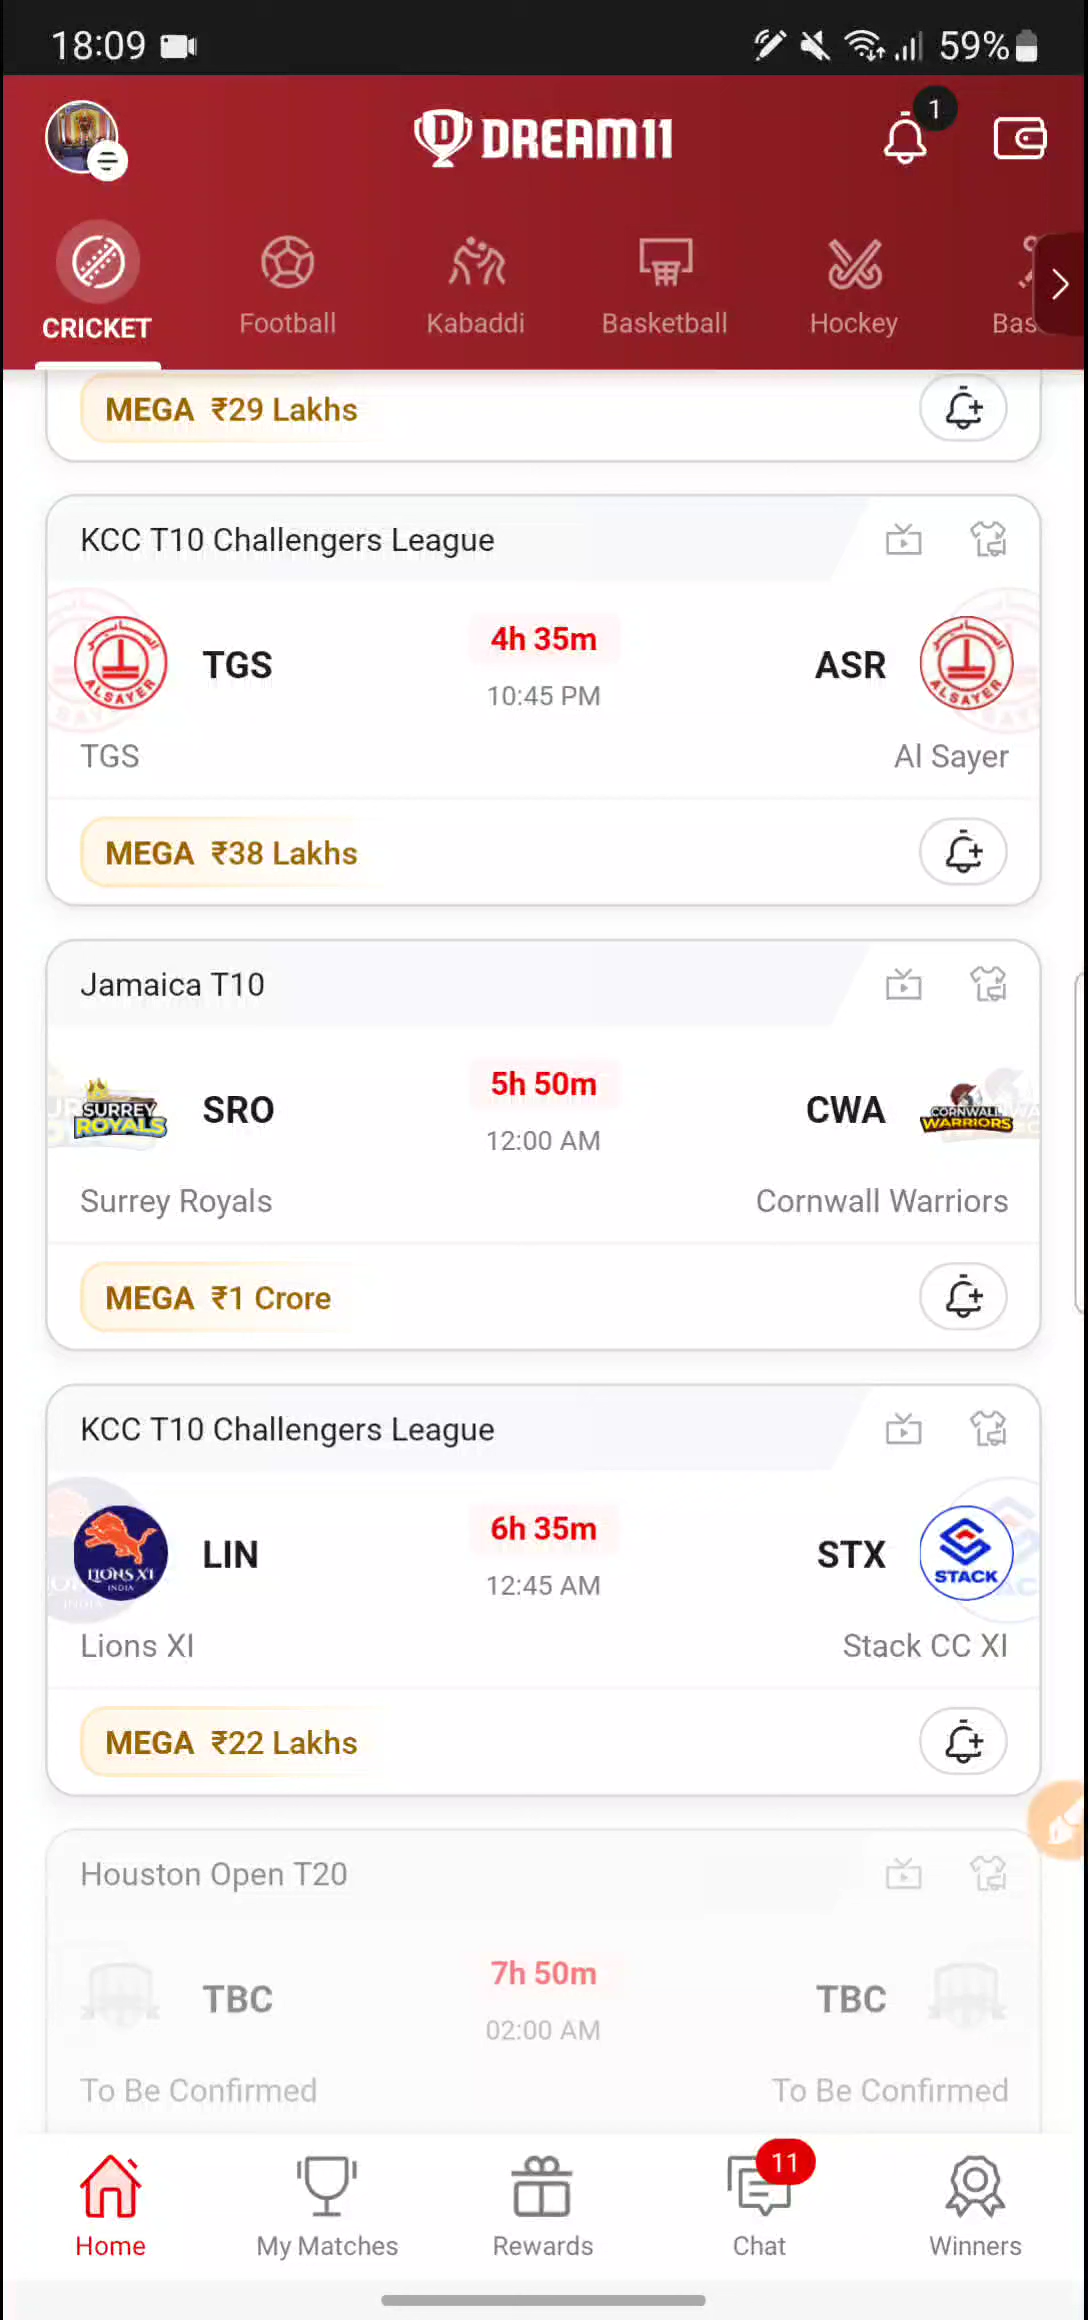 18:09
59%
DREAM11
1
CRICKET
Football
Kabaddi
Basketball
Hockey
Bas
MEGA ₹29 Lakhs
KCC T10 Challengers League
ALSAYER
TGS
4h 35m
10:45 PM
ASR
ALSAYER
TGS
Al Sayer
MEGA ₹38 Lakhs
Jamaica T10
SURREY
ROYALS
SRO
5h 50m
12:00 AM
CWA
CORNWALL
WARRIORS
Surrey Royals
Cornwall Warriors
MEGA ₹1 Crore
KCC T10 Challengers League
LIONS XI
INDIA
LIN
6h 35m
12:45 AM
STX
STACK
Lions XI
Stack CC XI
MEGA ₹22 Lakhs
Houston Open T20
TBC
7h 50m
02:00 AM
TBC
To Be Confirmed
To Be Confirmed
11
Home
My Matches
Rewards
Chat
Winners